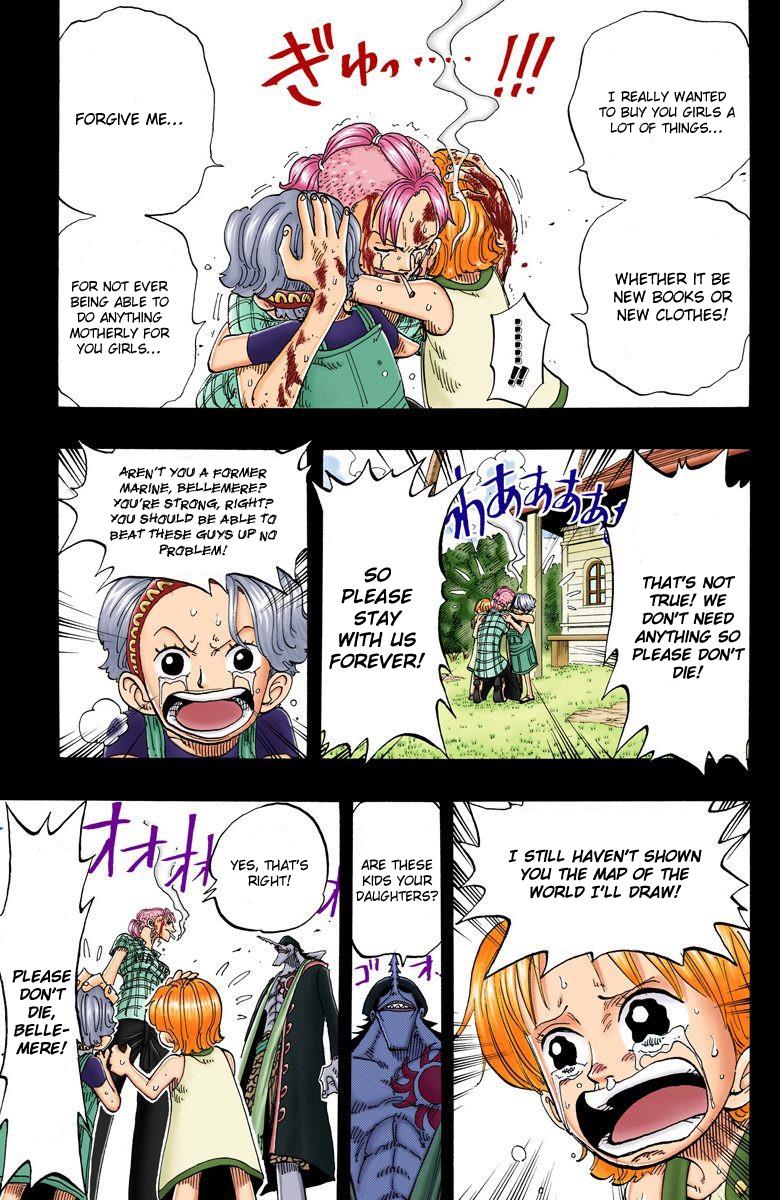 ぎゅっ‥‥‥!!!
I REALLY WANTED
TO BUY YOU GIRLS A
LOT OF THINGS...
WHETHER IT BE
NEW BOOKS OR
NEW CLOTHES!
FORGIVE ME...
FOR NOT EVER
BEING ABLE TO
DO ANYTHING
MOTHERLY FOR
YOU GIRLS...
......!!
THAT'S NOT
TRUE! WE
DON'T NEED
ANYTHING SO
PLEASE DON'T
DIE!
わああああ
SO
PLEASE
STAY
WITH US
FOREVER!
AREN'T YOU A FORMER
MARINE, BELLEMERE?
YOU'RE STRONG, RIGHT?
YOU SHOULD BE ABLE TO
BEAT THESE GUYS UP NO
PROBLEM!
I STILL HAVEN'T SHOWN
YOU THE MAP OF THE
WORLD I'LL DRAW!
ARE THESE
KIDS YOUR
DAUGHTERS?
ゴオ
YES, THAT'S
RIGHT!
オオオオ
PLEASE
DON'T
DIE,
BELLE-
MERE!